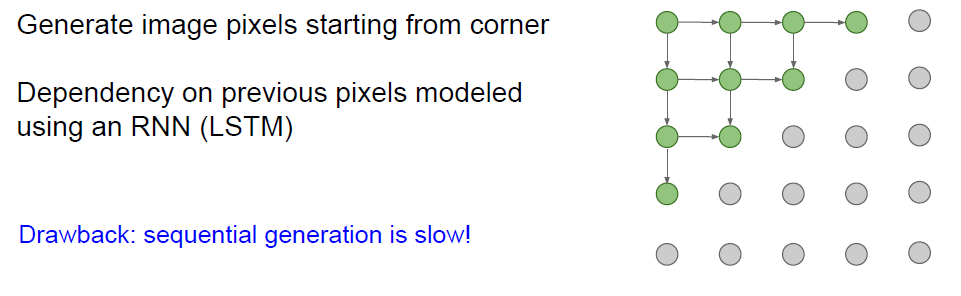 Generate image pixels starting from corner
Dependency on previous pixels modeled
using an RNN (LSTM)
Drawback: sequential generation is slow!